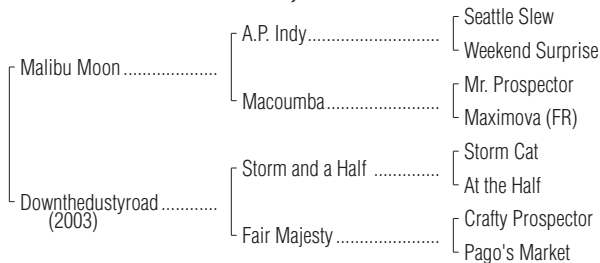 Seattle Slew
A.P. Indy
Weekend Surprise
Malibu Moon
Mr. Prospector
Macoumba
Maximova (FR)
Storm Cat
Storm and a Half
At the Half
Downthedustyroad
(2003)
Crafty Prospector
Fair Majesty
Pago's Market